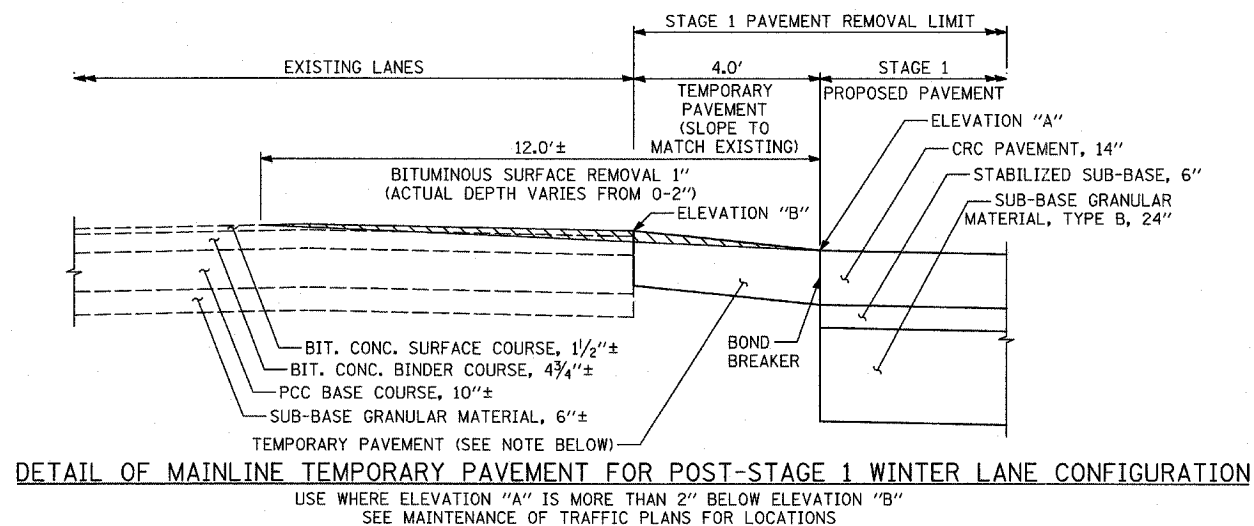 STAGE 1 PAVEMENT REMOVAL LIMIT
EXISTING LANES
4.0'
STAGE 1
TEMPORARY
PAVEMENT
(SLOPE TO
MATCH EXISTING)
PROPOSED PAVEMENT
ELEVATION "A"
12.0'±
CRC PAVEMENT, 14"
BITUMINOUS SURFACE REMOVAL 1"
(ACTUAL DEPTH VARIES FROM 0-2")
STABILIZED SUB-BASE, 6"
SUB-BASE GRANULAR
MATERIAL, TYPE B, 24"
ELEVATION "B"
BOND
BREAKER
BIT. CONC. SURFACE COURSE, 1 1/2"±
BIT. CONC. BINDER COURSE, 4 3/4"±
PCC BASE COURSE, 10"±
SUB-BASE GRANULAR MATERIAL, 6"±
TEMPORARY PAVEMENT (SEE NOTE BELOW)
DETAIL OF MAINLINE TEMPORARY PAVEMENT FOR POST-STAGE 1 WINTER LANE CONFIGURATION
USE WHERE ELEVATION "A" IS MORE THAN 2" BELOW ELEVATION "B"
SEE MAINTENANCE OF TRAFFIC PLANS FOR LOCATIONS